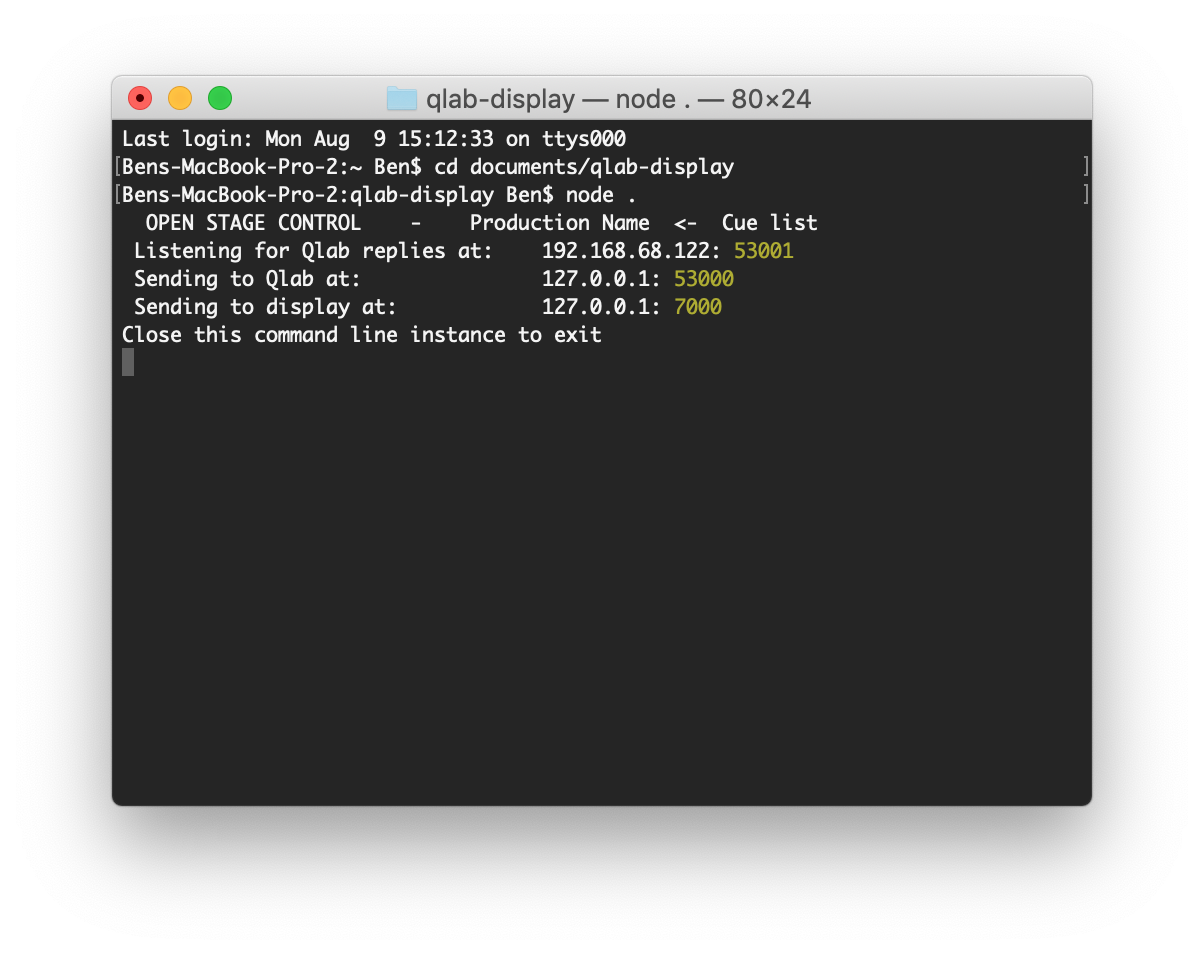 qlab-display — node . — 80×24
Last login: Mon Aug  9 15:12:33 on ttys000
[Bens-MacBook-Pro-2:~ Ben$ cd documents/qlab-display ]
[Bens-MacBook-Pro-2:qlab-display Ben$ node . ]
OPEN STAGE CONTROL    -    Production Name  <-  Cue list
Listening for Qlab replies at:    192.168.68.122: 53001
Sending to Qlab at:               127.0.0.1: 53000
Sending to display at:            127.0.0.1: 7000
Close this command line instance to exit